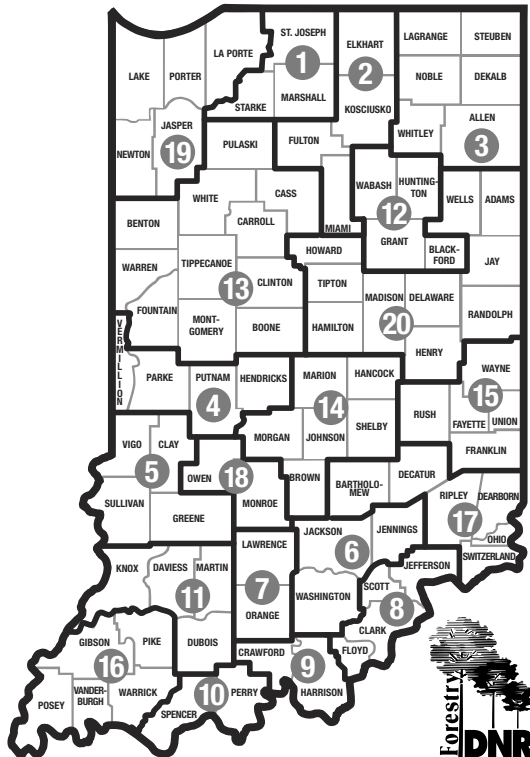 ST. JOSEPH
LAGRANGE
STEUBEN
LA PORTE
ELKHART
1
2
LAKE
PORTER
NOBLE
DEKALB
MARSHALL
STARKE
KOSCIUSKO
ALLEN
JASPER
WHITLEY
3
19
PULASKI
FULTON
NEWTON
WABASH
HUNTING-
TON
WHITE
CASS
WELLS
ADAMS
12
BENTON
CARROLL
MIAMI
GRANT
HOWARD
BLACK-
FORD
JAY
WARREN
TIPPECANOE
CLINTON
TIPTON
MADISON
DELAWARE
13
FOUNTAIN
RANDOLPH
MONT-
GOMERY
BOONE
HAMILTON
20
VERMILLION
HENRY
PARKE
PUTNAM
HENDRICKS
MARION
HANCOCK
WAYNE
4
14
15
RUSH
FAYETTE
UNION
VIGO
CLAY
MORGAN
JOHNSON
SHELBY
FRANKLIN
5
18
OWEN
BROWN
DECATUR
SULLIVAN
MONROE
BARTHOLO-
MEW
RIPLEY
DEARBORN
GREENE
17
LAWRENCE
JACKSON
JENNINGS
OHIO
6
SWITZERLAND
KNOX
DAVIESS
MARTIN
JEFFERSON
11
7
SCOTT
WASHINGTON
8
ORANGE
CLARK
GIBSON
PIKE
DUBOIS
FLOYD
16
CRAWFORD
9
POSEY
VANDER-
BURGH
WARRICK
10
PERRY
HARRISON
SPENCER
Forestry
DNR